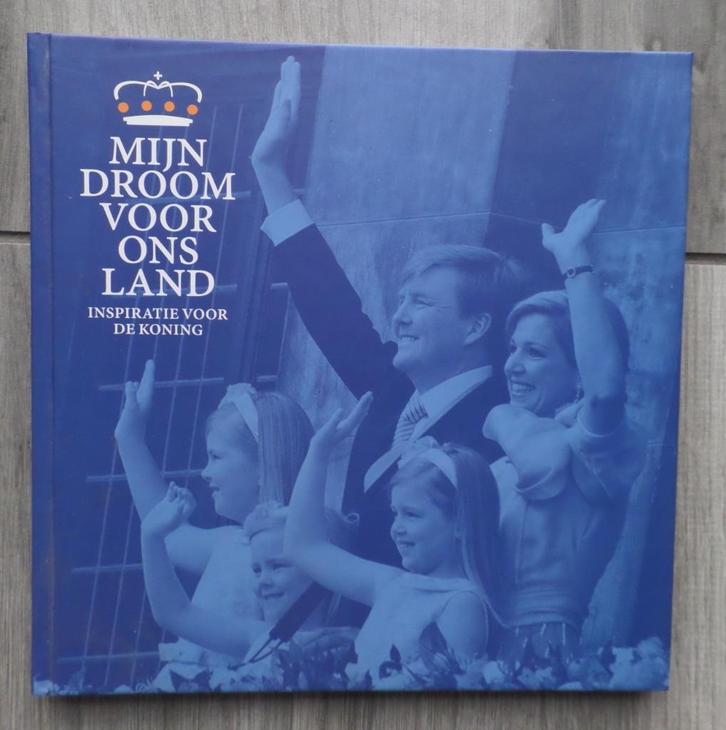 MIJN
DROOM
VOOR
ONS
LAND
INSPIRATIE VOOR
DE KONING